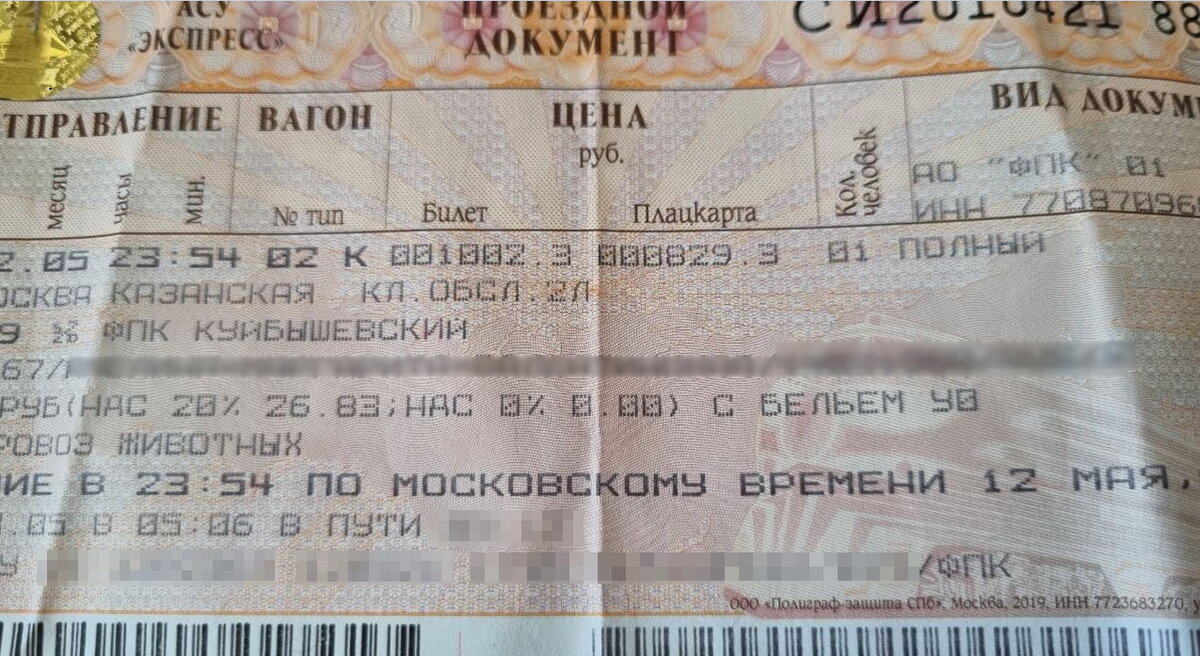 АСУ «ЭКСПРЕСС» ПРОЕЗДНОЙ ДОКУМЕНТ СИ2010421 88
ТПРАВЛЕНИЕ ВАГОН ЦЕНА руб. Кол. человек ВИД ДОКУМ
месяц часы мин. № тип Билет Плацкарта
АО "ФПК" 01
ИНН 77087096
2.05 23:54 02 К 001002.3 000829.3 01 ПОЛНЫЙ
ОСКВА КАЗАНСКАЯ КЛ.ОБСЛ.2Л
9 ФПК КУЙБЫШЕВСКИЙ
67/
РУБ(НАС 20% 26.83;НАС 0% 0.00) С БЕЛЬЕМ У0
РОВОЗ ЖИВОТНЫХ
ИЕ В 23:54 ПО МОСКОВСКОМУ ВРЕМЕНИ 12 МАЯ.
.05 В 05:06 В ПУТИ
У /ФПК
ООО «Полиграф-защита СПб», Москва, 2019, ИНН 7723683270, у